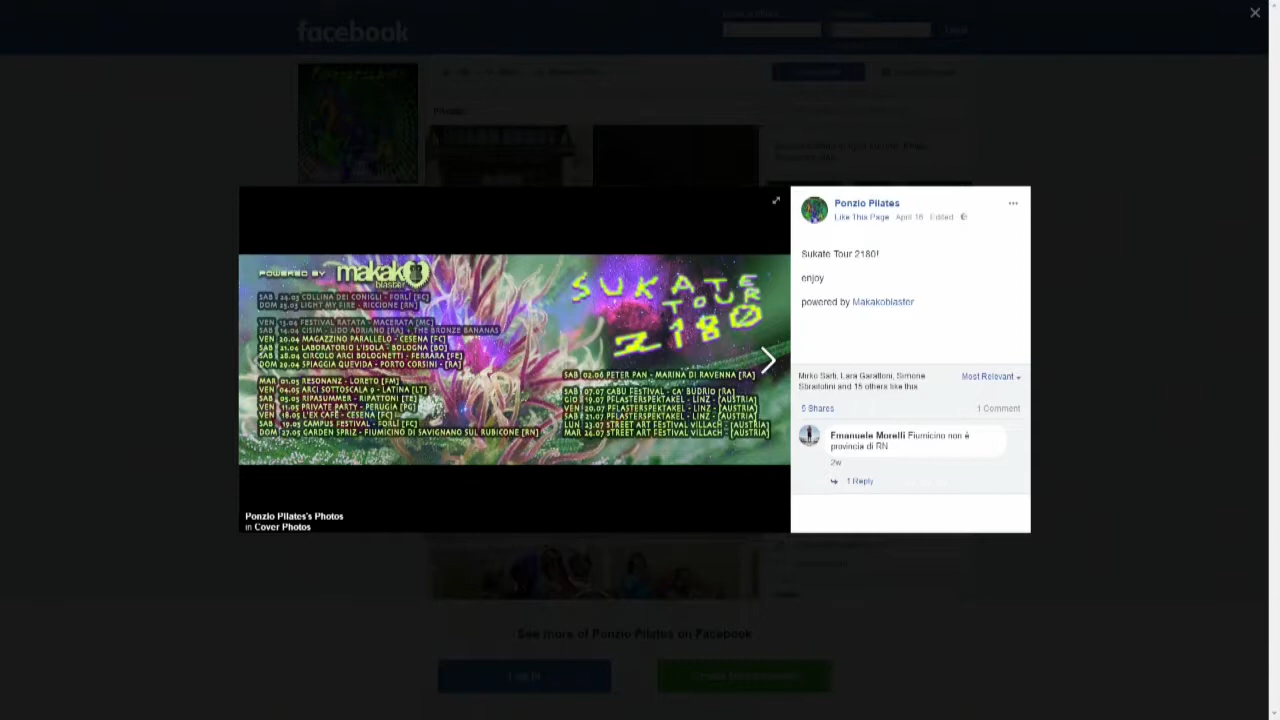 facebook
POWERED BY makako
blaster
SAB 24.03 COLLINA DEI CONIGLI - FORLÌ [FC]
DOM 25.03 LIGHT MY FIRE - RICCIONE [RN]
VEN 13.04 FESTIVAL RATATA - MACERATA [MC]
SAB 14.04 CISIM - LIDO ADRIANO [RA] + THE BRONZE BANANAS
VEN 20.04 MAGAZZINO PARALLELO - CESENA [FC]
SAB 21.04 LABORATORIO L'ISOLA - BOLOGNA [BO]
SAB 28.04 CIRCOLO ARCI BOLOGNETTI - FERRARA [FE]
DOM 29.04 SPIAGGIA QUEVIDA - PORTO CORSINI - [RA]
MAR 01.05 RESONANZ - LORETO [FM]
VEN 04.05 ARCI SOTTOSCALA 9 - LATINA [LT]
SAB 05.05 RIPASUMMER - RIPATTONI [TE]
VEN 11.05 PRIVATE PARTY - PERUGIA [PG]
VEN 18.05 L'EX CAFÈ - CESENA [FC]
SAB 19.05 CAMPUS FESTIVAL - FORLÌ [FC]
DOM 27.05 GARDEN SPRIZ - FIUMICINO DI SAVIGNANO SUL RUBICONE [RN]
SUKATE
TOUR
2180
SAB 02.06 PETER PAN - MARINA DI RAVENNA [RA]
SAB 07.07 CAGE FESTIVAL - CA' BUDRIO [RA]
GIO 19.07 PFLASTERSPEKTAKEL - LINZ - [AUSTRIA]
VEN 20.07 PFLASTERSPEKTAKEL - LINZ - [AUSTRIA]
SAB 21.07 PFLASTERSPEKTAKEL - LINZ - [AUSTRIA]
LUN 23.07 STREET ART FESTIVAL VILLACH - [AUSTRIA]
MAR 24.07 STREET ART FESTIVAL VILLACH - [AUSTRIA]
Ponzio Pilates's Photos
in Cover Photos
Ponzio Pilates
Like This Page April 16 Edited
Sukate Tour 2180!
enjoy
powered by Makakoblaster
Mirko Sarti, Lara Garattoni, Simone
Sbraitolini and 15 others like this
Most Relevant
5 Shares
1 Comment
Emanuele Morelli Fiumicino non è
provincia di RN
2w
1 Reply
See more of Ponzio Pilates on Facebook
Log In